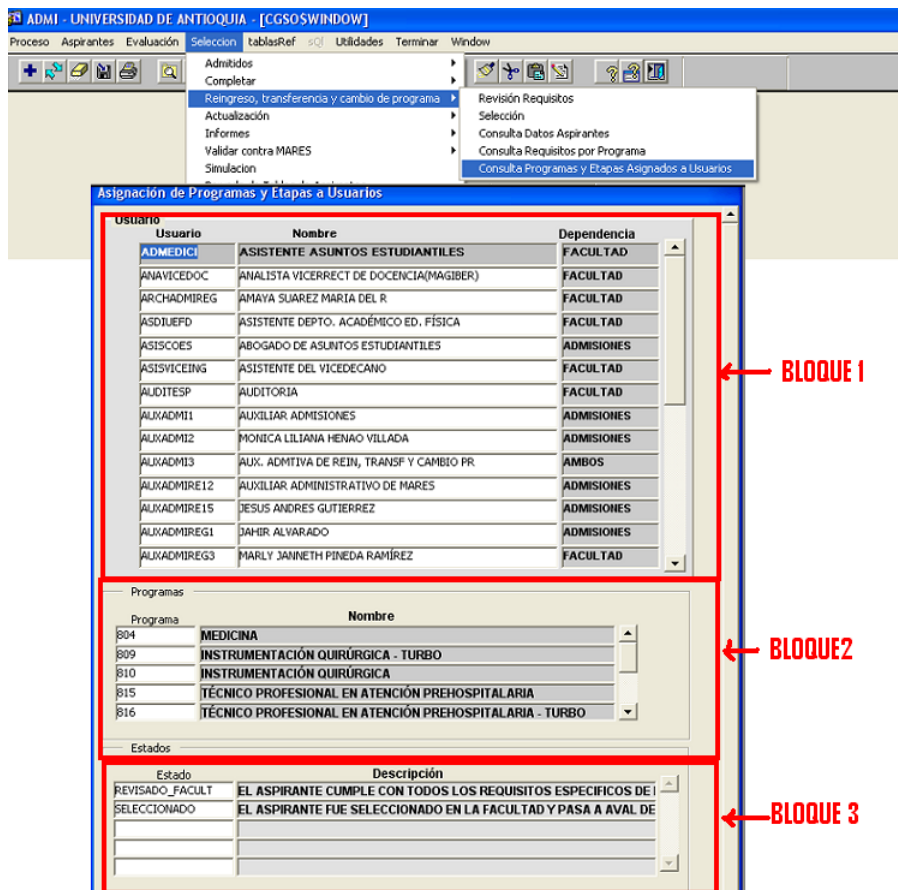 ADMI - UNIVERSIDAD DE ANTIOQUIA - [CGSO$WINDOW]
Proceso Aspirantes Evaluación Seleccion tablasRef sQl Utilidades Terminar Window
Admitidos
Completar
Reingreso, transferencia y cambio de programa
Actualización
Informes
Validar contra MARES
Simulacion
Revisión Requisitos
Selección
Consulta Datos Aspirantes
Consulta Requisitos por Programa
Consulta Programas y Etapas Asignados a Usuarios
Asignación de Programas y Etapas a Usuarios
Usuario
Usuario Nombre Dependencia
ADMEDICI ASISTENTE ASUNTOS ESTUDIANTILES FACULTAD
ANAVICEDOC ANALISTA VICERRECT DE DOCENCIA(MAGIBER) FACULTAD
ARCHADMIREG AMAYA SUAREZ MARIA DEL R FACULTAD
ASDIUEFD ASISTENTE DEPTO. ACADÉMICO ED. FÍSICA FACULTAD
ASISCOES ABOGADO DE ASUNTOS ESTUDIANTILES ADMISIONES
ASISVICEING ASISTENTE DEL VICEDECANO FACULTAD
AUDITESP AUDITORIA FACULTAD
AUXADMI1 AUXILIAR ADMISIONES ADMISIONES
AUXADMI2 MONICA LILIANA HENAO VILLADA ADMISIONES
AUXADMI3 AUX. ADMTIVA DE REIN, TRANSF Y CAMBIO PR AMBOS
AUXADMIRE12 AUXILIAR ADMINISTRATIVO DE MARES ADMISIONES
AUXADMIRE15 JESUS ANDRES GUTIERREZ ADMISIONES
AUXADMIREG1 JAHIR ALVARADO ADMISIONES
AUXADMIREG3 MARLY JANNETH PINEDA RAMÍREZ FACULTAD
BLOQUE 1
Programas
Programa Nombre
804 MEDICINA
809 INSTRUMENTACIÓN QUIRÚRGICA - TURBO
810 INSTRUMENTACIÓN QUIRÚRGICA
815 TÉCNICO PROFESIONAL EN ATENCIÓN PREHOSPITALARIA
816 TÉCNICO PROFESIONAL EN ATENCIÓN PREHOSPITALARIA - TURBO
BLOQUE2
Estados
Estado Descripción
REVISADO_FACULT EL ASPIRANTE CUMPLE CON TODOS LOS REQUISITOS ESPECIFICOS DE
SELECCIONADO EL ASPIRANTE FUE SELECCIONADO EN LA FACULTAD Y PASA A AVAL DE
BLOQUE 3